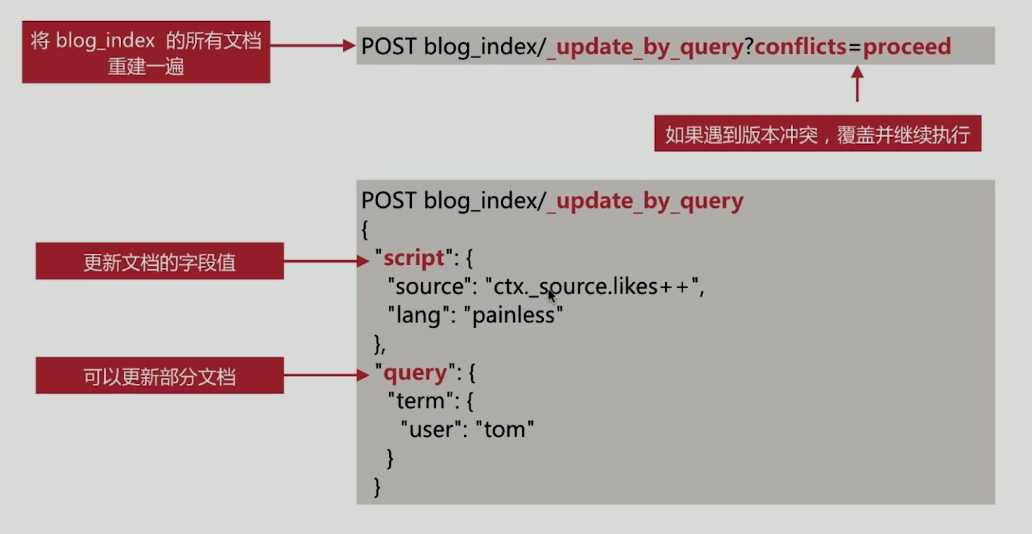 将 blog_index 的所有文档
重建一遍
POST blog_index/_update_by_query?conflicts=proceed
如果遇到版本冲突，覆盖并继续执行
POST blog_index/_update_by_query
{
更新文档的字段值
"script": {
"source": "ctx._source.likes++",
"lang": "painless"
},
可以更新部分文档
"query": {
"term": {
"user": "tom"
}
}